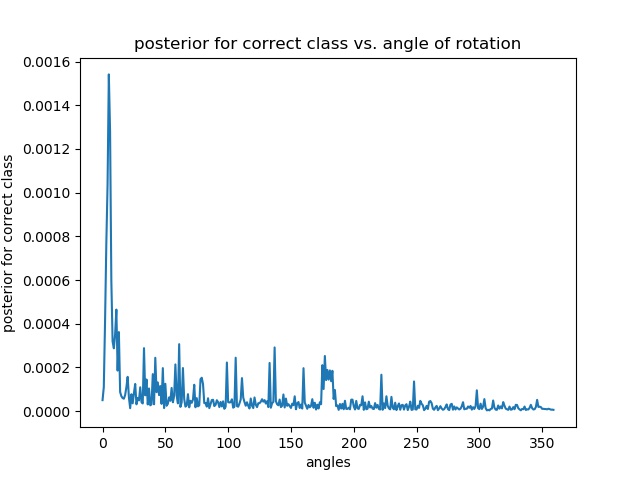 posterior for correct class vs. angle of rotation
0.0016
0.0014
0.0012
0.0010
0.0008
0.0006
0.0004
0.0002
0.0000
posterior for correct class
0 50 100 150 200 250 300 350
angles